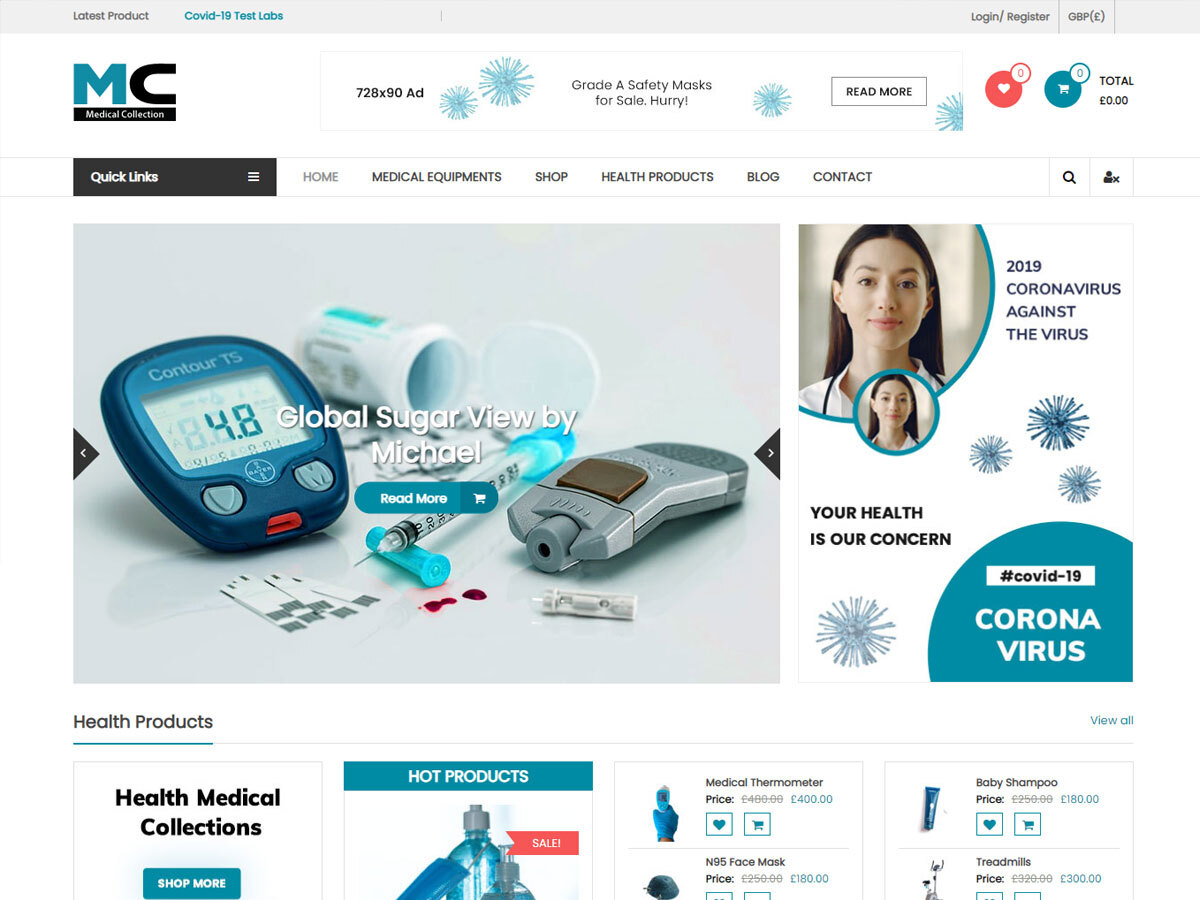 Latest Product
Covid-19 Test Labs
Login/ Register
GBP(£)
MC
Medical Collection
728x90 Ad
Grade A Safety Masks
for Sale. Hurry!
READ MORE
0
0
TOTAL
£0.00
Quick Links
HOME
MEDICAL EQUIPMENTS
SHOP
HEALTH PRODUCTS
BLOG
CONTACT
Contour TS
4.8
BAYER
Global Sugar View by
Michael
Read More
2019
CORONAVIRUS
AGAINST
THE VIRUS
YOUR HEALTH
IS OUR CONCERN
#covid-19
CORONA
VIRUS
Health Products
View all
Health Medical
Collections
SHOP MORE
HOT PRODUCTS
SALE!
Medical Thermometer
Price: £480.00 £400.00
N95 Face Mask
Price: £250.00 £180.00
Baby Shampoo
Price: £250.00 £180.00
Treadmills
Price: £320.00 £300.00